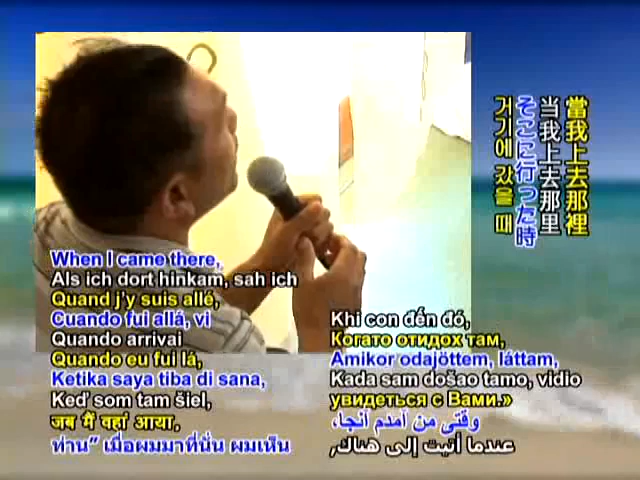 When I came there,
Als ich dort hinkam, sah ich
Quand j'y suis allé,
Cuando fui allá, vi
Quando arrivai
Quando eu fui lá,
Ketika saya tiba di sana,
Keď som tam šiel,
जब मैं वहां आया,
ท่าน" เมื่อผมมาที่นั่น ผมเห็น
Khi con đến đó,
Когато отидох там,
Amikor odajöttem, láttam,
Kada sam došao tamo, vidio
увидеться с Вами.»
وقتی من آمدم آنجا،
عندما أتيت إلى هناك,
當我上去那裡
当我上去那里
そこに行った時
거기에 갔을 때